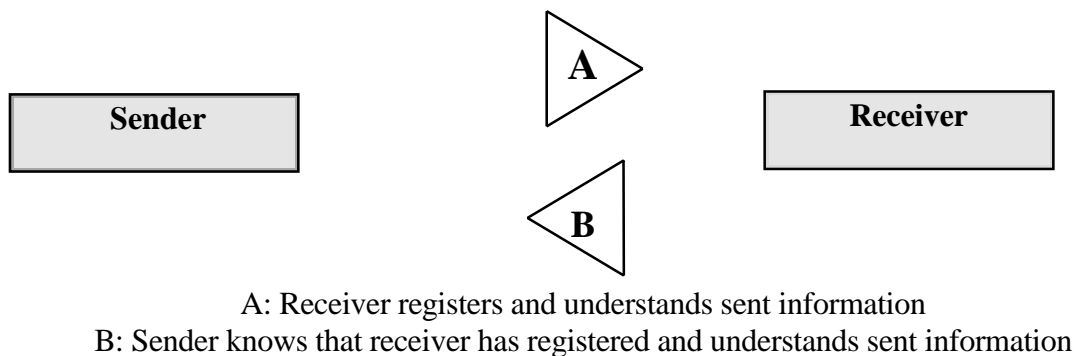 A
Sender
Receiver
B
A: Receiver registers and understands sent information
B: Sender knows that receiver has registered and understands sent information